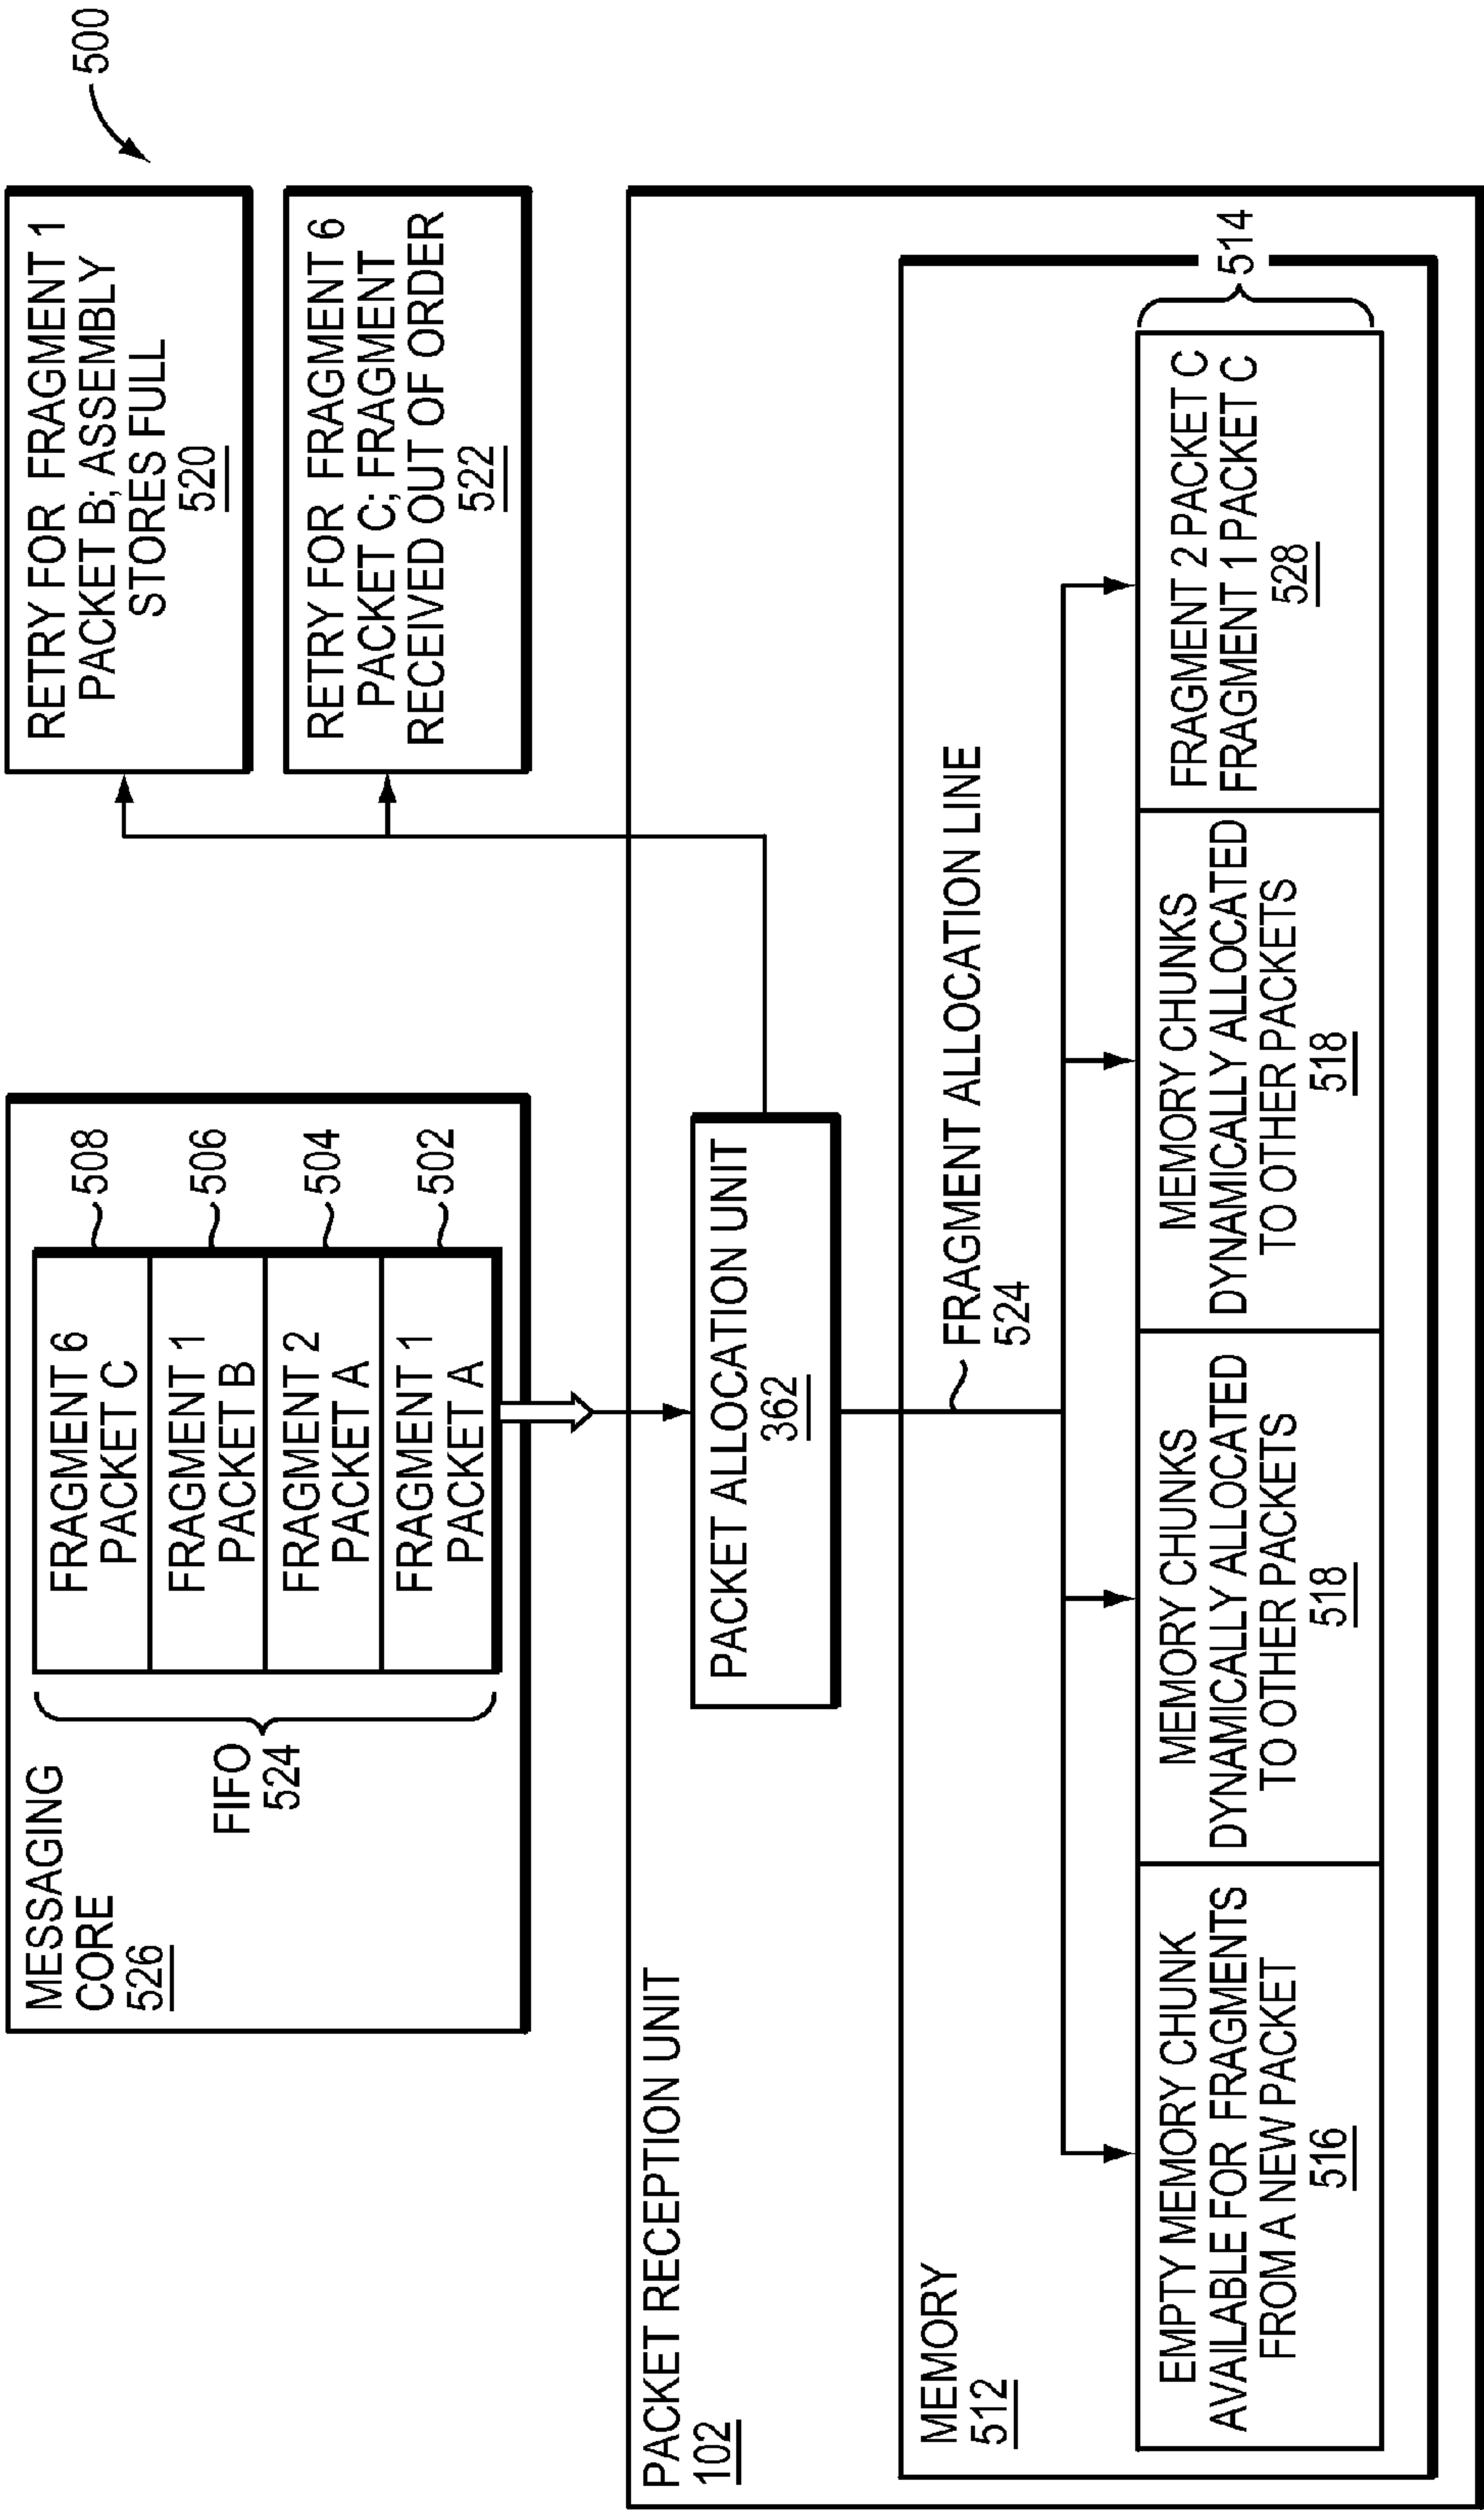 500
MESSAGING
CORE
526
FIFO
524
FRAGMENT 6
PACKET C
508
FRAGMENT 1
PACKET B
506
FRAGMENT 2
PACKET A
504
FRAGMENT 1
PACKET A
502
RETRY FOR FRAGMENT 1
PACKET B; ASSEMBLY
STORES FULL
520
RETRY FOR FRAGMENT 6
PACKET C; FRAGMENT
RECEIVED OUT OF ORDER
522
PACKET RECEPTION UNIT
102
PACKET ALLOCATION UNIT
362
MEMORY
512
FRAGMENT ALLOCATION LINE
524
EMPTY MEMORY CHUNK
AVAILABLE FOR FRAGMENTS
FROM A NEW PACKET
516
MEMORY CHUNKS
DYNAMICALLY ALLOCATED
TO OTHER PACKETS
518
MEMORY CHUNKS
DYNAMICALLY ALLOCATED
TO OTHER PACKETS
518
FRAGMENT 2 PACKET C
FRAGMENT 1 PACKET C
528
514